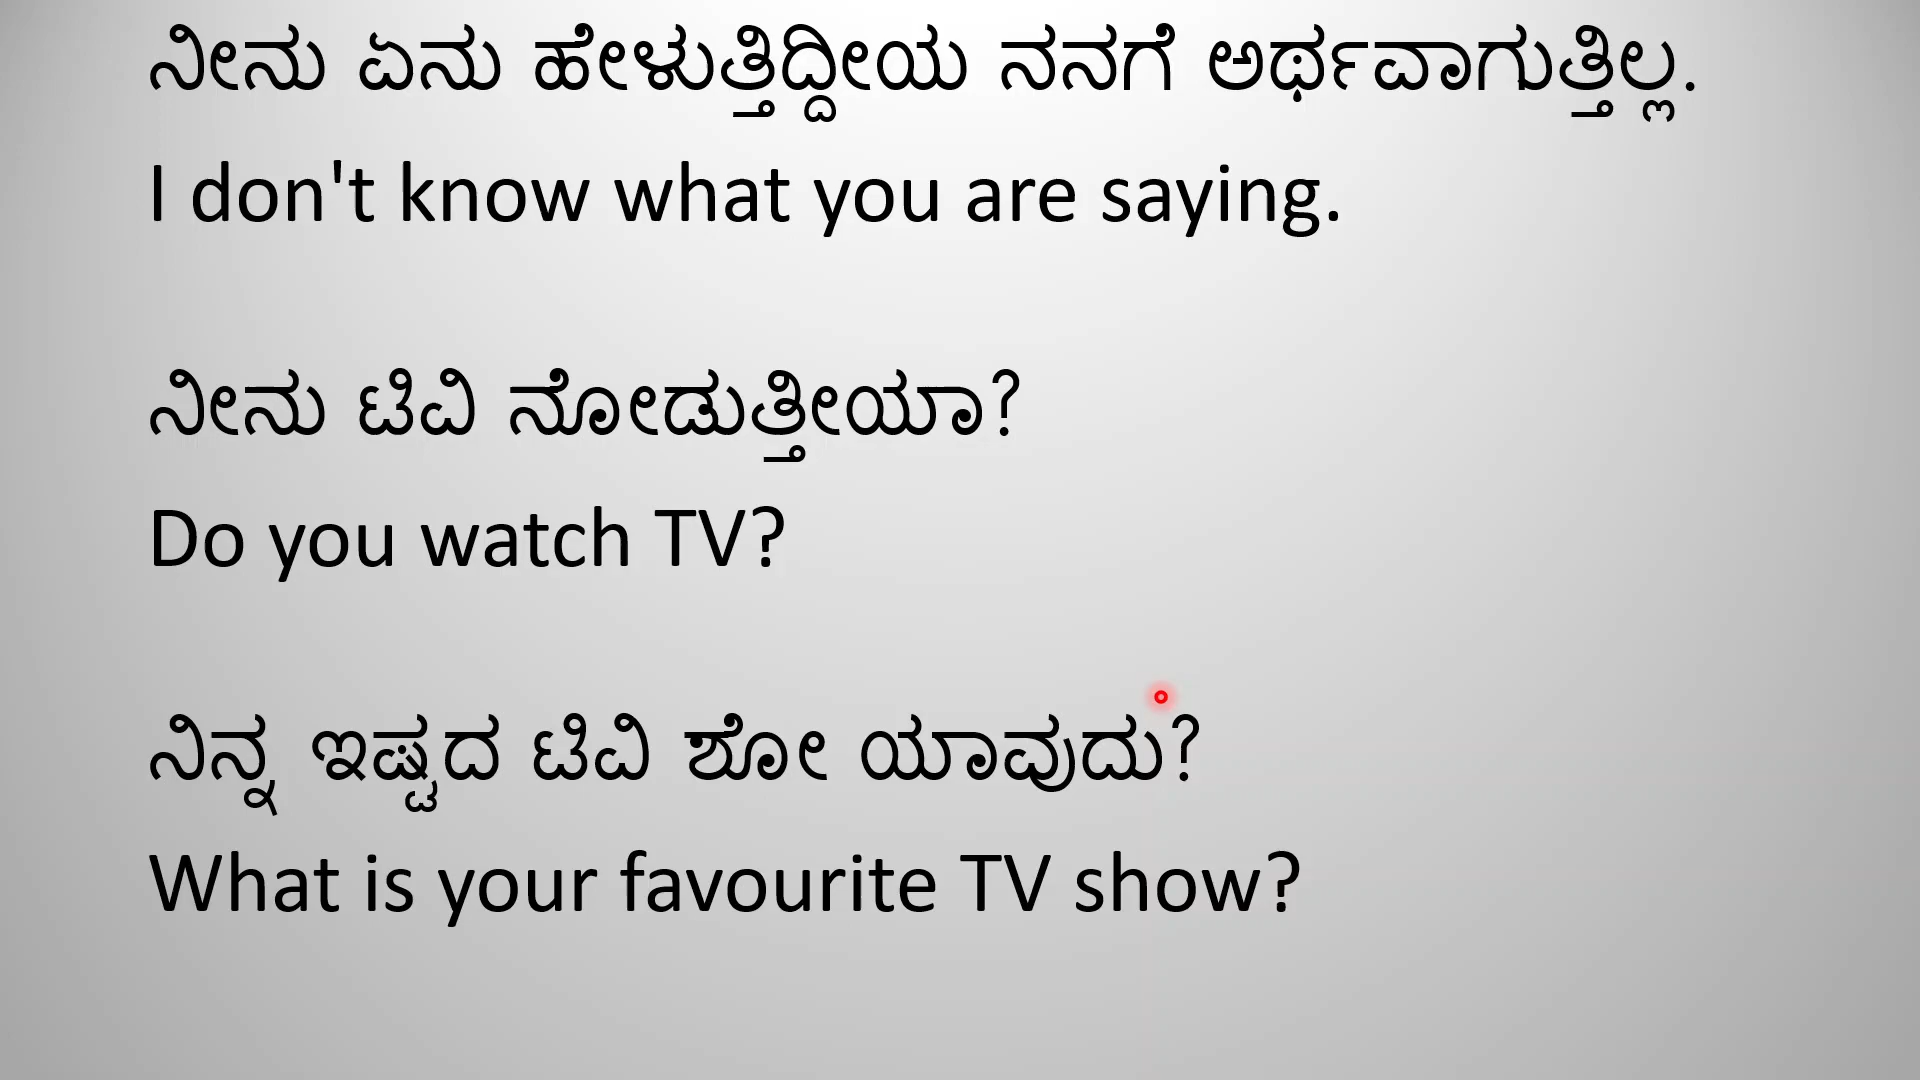 ನೀನು ಏನು ಹೇಳುತ್ತಿದ್ದೀಯ ನನಗೆ ಅರ್ಥವಾಗುತ್ತಿಲ್ಲ.
I don't know what you are saying.
ನೀನು ಟಿವಿ ನೋಡುತ್ತೀಯಾ?
Do you watch TV?
ನಿನ್ನ ಇಷ್ಟದ ಟಿವಿ ಶೋ ಯಾವುದು?
What is your favourite TV show?